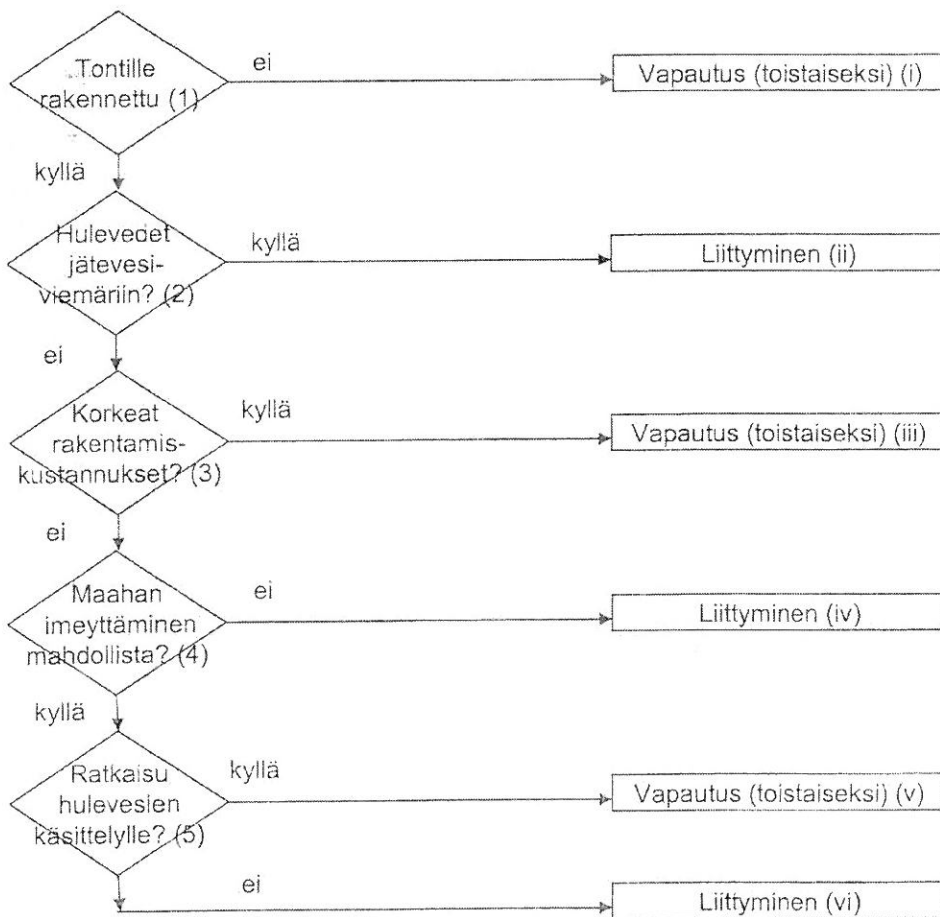 Tontille
rakennettu (1)
ei
Vapautus (toistaiseksi) (i)
kyllä
Hulevedet
jätevesi-
viemäriin? (2)
kyllä
Liittyminen (ii)
ei
Korkeat
rakentamis-
kustannukset? (3)
kyllä
Vapautus (toistaiseksi) (iii)
ei
Maahan
imeyttäminen
mahdollista? (4)
ei
Liittyminen (iv)
kyllä
Ratkaisu
hulevesien
käsittelylle? (5)
kyllä
Vapautus (toistaiseksi) (v)
ei
Liittyminen (vi)